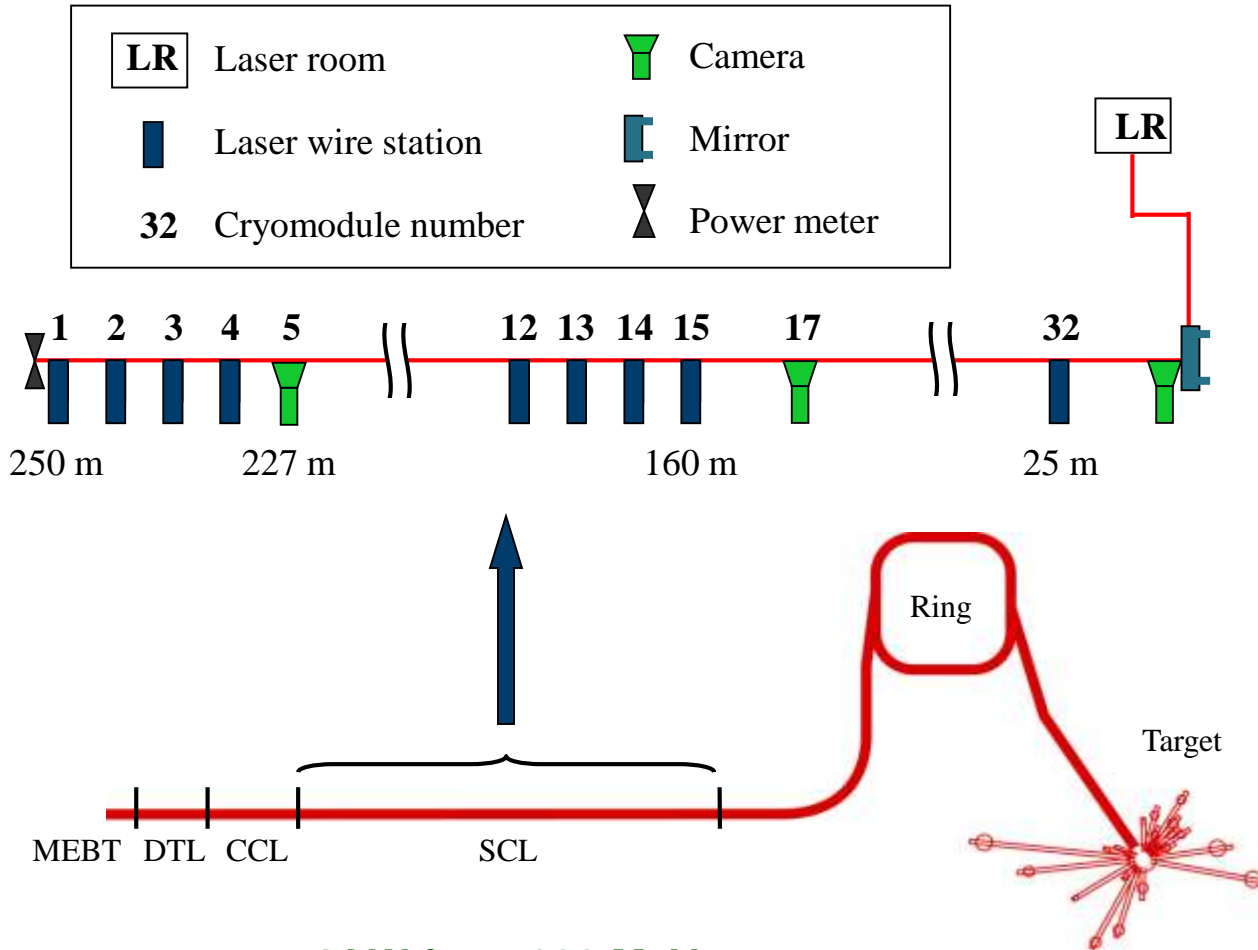 LR Laser room
Camera
Laser wire station
Mirror
32 Cryomodule number
Power meter
LR
1 2 3 4 5 12 13 14 15 17 32
250 m 227 m 160 m 25 m
Ring
Target
MEBT DTL CCL SCL